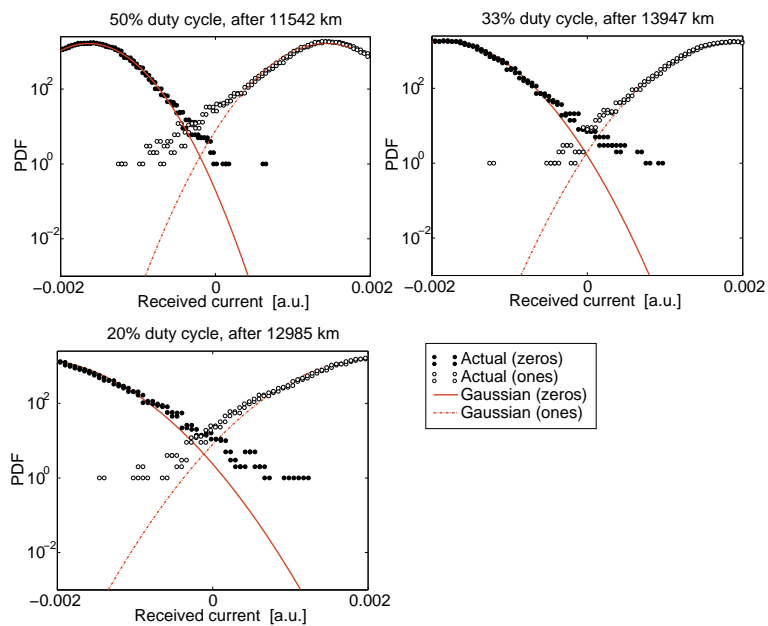 50% duty cycle, after 11542 km
PDF
10^2
10^0
10^−2
−0.002
0
0.002
Received current [a.u.]
33% duty cycle, after 13947 km
PDF
10^2
10^0
10^−2
−0.002
0
0.002
Received current [a.u.]
20% duty cycle, after 12985 km
PDF
10^2
10^0
10^−2
−0.002
0
0.002
Received current [a.u.]
Actual (zeros)
Actual (ones)
Gaussian (zeros)
Gaussian (ones)